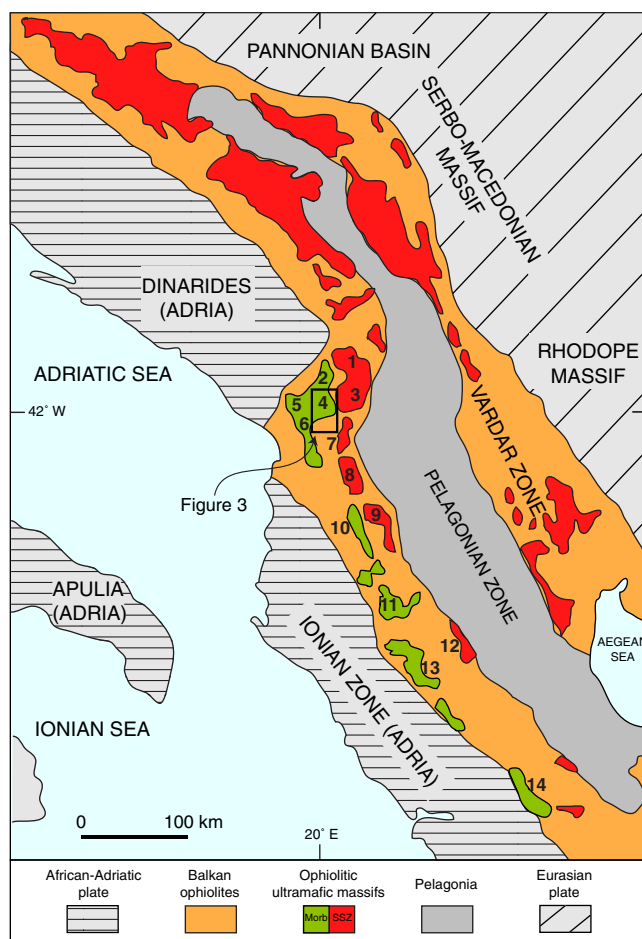 PANNONIAN BASIN
SERBO-MACEDONIAN
MASSIF
DINARIDES
(ADRIA)
ADRIATIC SEA
RHODOPE
MASSIF
42° W
VARDAR ZONE
1
2
3
4
5
6
7
8
Figure 3
9
10
PELAGONIAN ZONE
APULIA
(ADRIA)
11
12
AEGEAN
SEA
13
IONIAN ZONE (ADRIA)
IONIAN SEA
14
0 100 km
20° E
African-Adriatic
plate
Balkan
ophiolites
Ophiolitic
ultramafic massifs
Morb SSZ
Pelagonia
Eurasian
plate